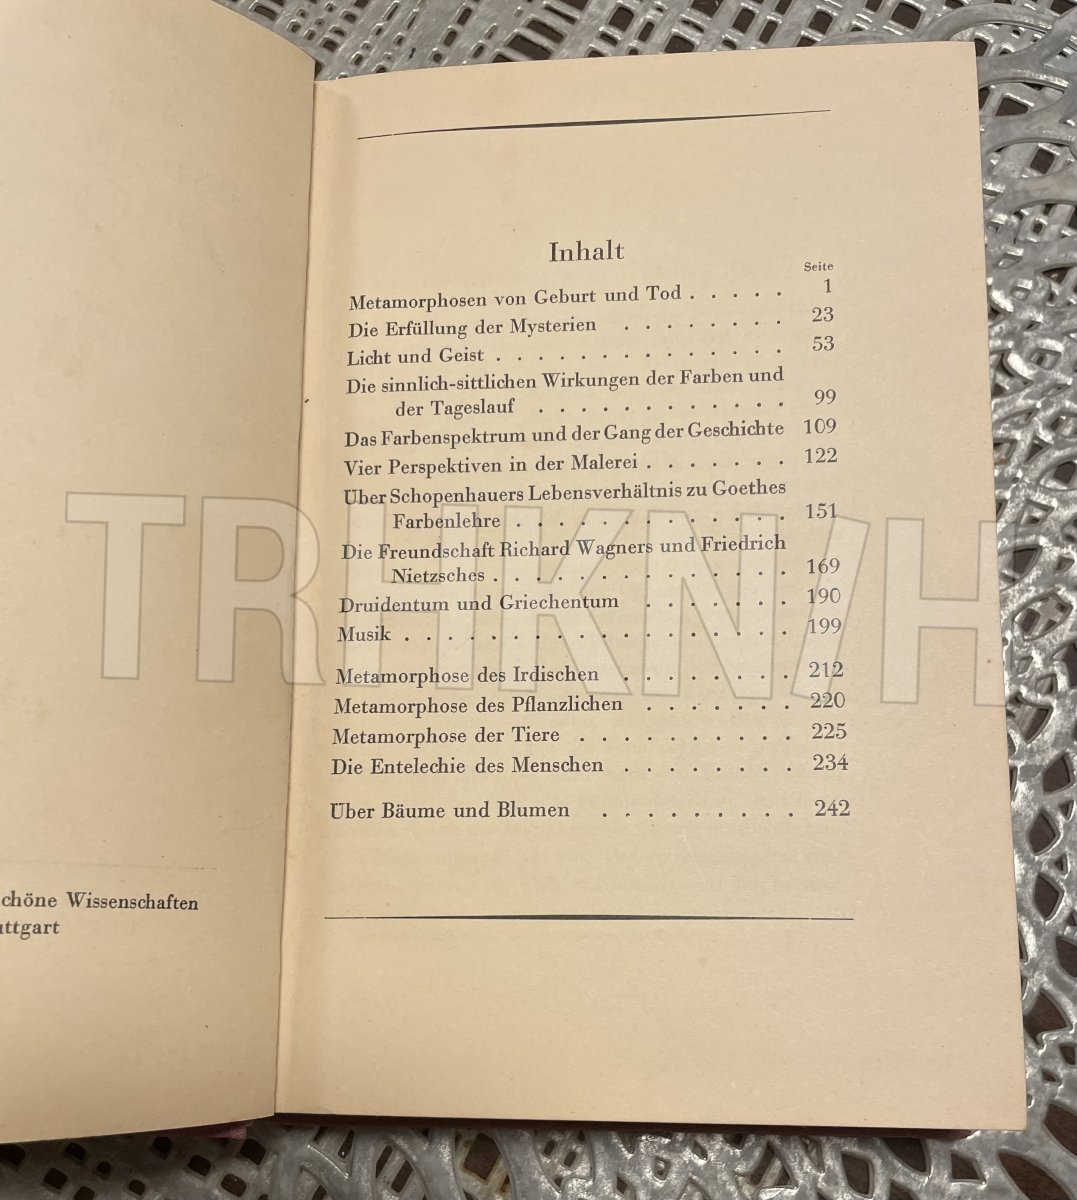 chöne Wissenschaften
ttgart
Inhalt
Seite
Metamorphosen von Geburt und Tod . . . . . 1
Die Erfüllung der Mysterien . . . . . . . . 23
Licht und Geist . . . . . . . . . . . . . . 53
Die sinnlich-sittlichen Wirkungen der Farben und
der Tageslauf . . . . . . . . . . . . 99
Das Farbenspektrum und der Gang der Geschichte 109
Vier Perspektiven in der Malerei . . . . . . . 122
Über Schopenhauers Lebensverhältnis zu Goethes
Farbenlehre . . . . . . . . . . . . . 151
Die Freundschaft Richard Wagners und Friedrich
Nietzsches . . . . . . . . . . . . . . 169
Druidentum und Griechentum . . . . . . . 190
Musik . . . . . . . . . . . . . . . . . . 199
Metamorphose des Irdischen . . . . . . . . 212
Metamorphose des Pflanzlichen . . . . . . . 220
Metamorphose der Tiere . . . . . . . . . . 225
Die Entelechie des Menschen . . . . . . . . 234
Über Bäume und Blumen . . . . . . . . . 242
TRHKN/H